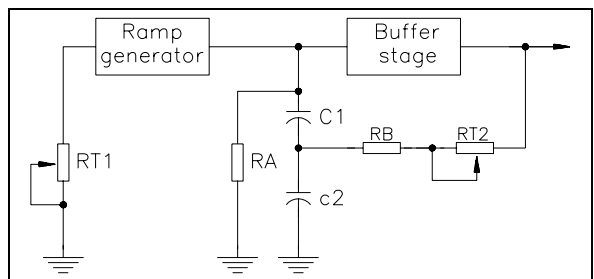 Ramp
generator
Buffer
stage
C1
RB
RT2
RT1
RA
c2